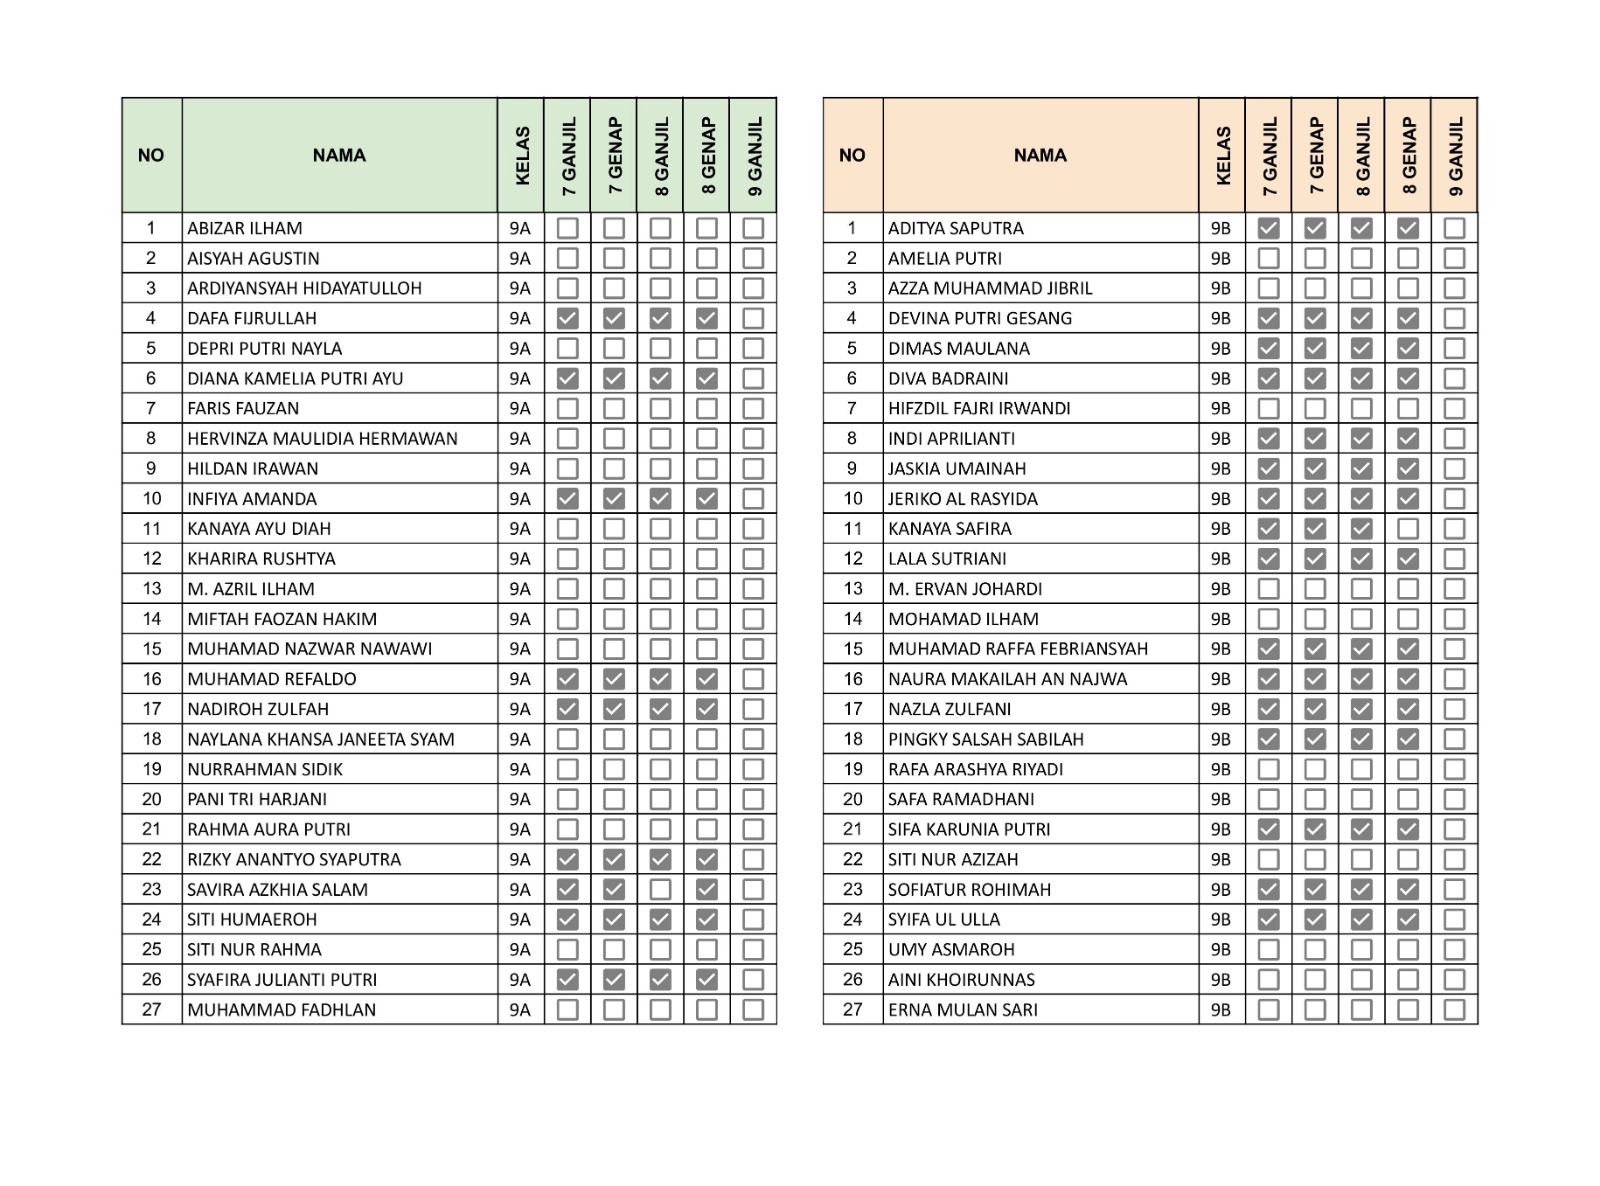 NO NAMA KELAS 7 GANJIL 7 GENAP 8 GANJIL 8 GENAP 9 GANJIL
1 ABIZAR ILHAM 9A
2 AISYAH AGUSTIN 9A
3 ARDIYANSYAH HIDAYATULLOH 9A
4 DAFA FIJRULLAH 9A
5 DEPRI PUTRI NAYLA 9A
6 DIANA KAMELIA PUTRI AYU 9A
7 FARIS FAUZAN 9A
8 HERVINZA MAULIDIA HERMAWAN 9A
9 HILDAN IRAWAN 9A
10 INFIYA AMANDA 9A
11 KANAYA AYU DIAH 9A
12 KHARIRA RUSHTYA 9A
13 M. AZRIL ILHAM 9A
14 MIFTAH FAOZAN HAKIM 9A
15 MUHAMAD NAZWAR NAWAWI 9A
16 MUHAMAD REFALDO 9A
17 NADIROH ZULFAH 9A
18 NAYLANA KHANSA JANEETA SYAM 9A
19 NURRAHMAN SIDIK 9A
20 PANI TRI HARJANI 9A
21 RAHMA AURA PUTRI 9A
22 RIZKY ANANTYO SYAPUTRA 9A
23 SAVIRA AZKHIA SALAM 9A
24 SITI HUMAEROH 9A
25 SITI NUR RAHMA 9A
26 SYAFIRA JULIANTI PUTRI 9A
27 MUHAMMAD FADHLAN 9A
NO NAMA KELAS 7 GANJIL 7 GENAP 8 GANJIL 8 GENAP 9 GANJIL
1 ADITYA SAPUTRA 9B
2 AMELIA PUTRI 9B
3 AZZA MUHAMMAD JIBRIL 9B
4 DEVINA PUTRI GESANG 9B
5 DIMAS MAULANA 9B
6 DIVA BADRAINI 9B
7 HIFZDIL FAJRI IRWANDI 9B
8 INDI APRILIANTI 9B
9 JASKIA UMAINAH 9B
10 JERIKO AL RASYIDA 9B
11 KANAYA SAFIRA 9B
12 LALA SUTRIANI 9B
13 M. ERVAN JOHARDI 9B
14 MOHAMAD ILHAM 9B
15 MUHAMAD RAFFA FEBRIANSYAH 9B
16 NAURA MAKAILAH AN NAJWA 9B
17 NAZLA ZULFANI 9B
18 PINGKY SALSAH SABILAH 9B
19 RAFA ARASHYA RIYADI 9B
20 SAFA RAMADHANI 9B
21 SIFA KARUNIA PUTRI 9B
22 SITI NUR AZIZAH 9B
23 SOFIATUR ROHIMAH 9B
24 SYIFA UL ULLA 9B
25 UMY ASMAROH 9B
26 AINI KHOIRUNNAS 9B
27 ERNA MULAN SARI 9B